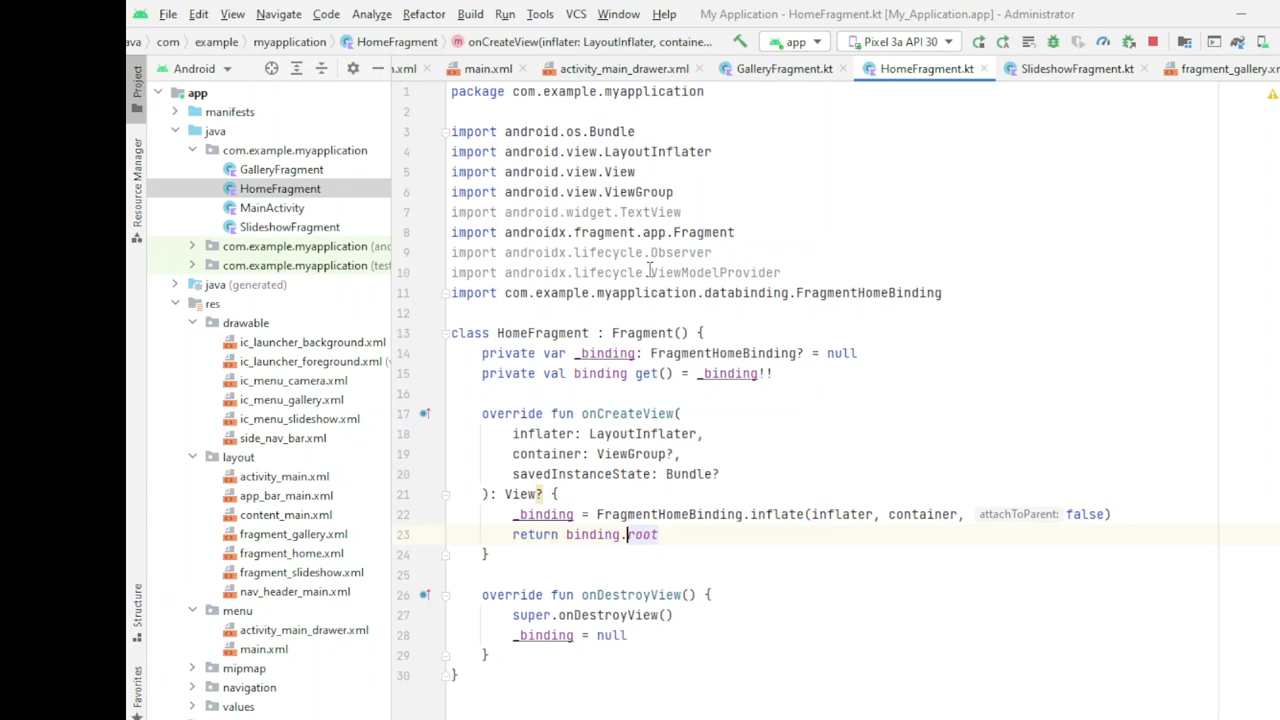 File Edit View Navigate Code Analyze Refactor Build Run Tools VCS Window Help My Application - HomeFragment.kt [My_Application.app] - Administrator
ava com example myapplication HomeFragment onCreateView(inflater: LayoutInflater, containe... app Pixel 3a API 30
Android n.xml main.xml activity_main_drawer.xml GalleryFragment.kt HomeFragment.kt SlideshowFragment.kt fragment_gallery.xm
Project
Resource Manager
Structure
Favorites
app
manifests
java
com.example.myapplication
GalleryFragment
HomeFragment
MainActivity
SlideshowFragment
com.example.myapplication (anc
com.example.myapplication (test
java (generated)
res
drawable
ic_launcher_background.xml
ic_launcher_foreground.xml (v
ic_menu_camera.xml
ic_menu_gallery.xml
ic_menu_slideshow.xml
side_nav_bar.xml
layout
activity_main.xml
app_bar_main.xml
content_main.xml
fragment_gallery.xml
fragment_home.xml
fragment_slideshow.xml
nav_header_main.xml
menu
activity_main_drawer.xml
main.xml
mipmap
navigation
values
1 package com.example.myapplication
2
3 import android.os.Bundle
4 import android.view.LayoutInflater
5 import android.view.View
6 import android.view.ViewGroup
7 import android.widget.TextView
8 import androidx.fragment.app.Fragment
9 import androidx.lifecycle.Observer
10 import androidx.lifecycle.ViewModelProvider
11 import com.example.myapplication.databinding.FragmentHomeBinding
12
13 class HomeFragment : Fragment() {
14 private var _binding: FragmentHomeBinding? = null
15 private val binding get() = _binding!!
16
17 override fun onCreateView(
18 inflater: LayoutInflater,
19 container: ViewGroup?,
20 savedInstanceState: Bundle?
21 ): View? {
22 _binding = FragmentHomeBinding.inflate(inflater, container, attachToParent: false)
23 return binding.root
24 }
25
26 override fun onDestroyView() {
27 super.onDestroyView()
28 _binding = null
29 }
30 }